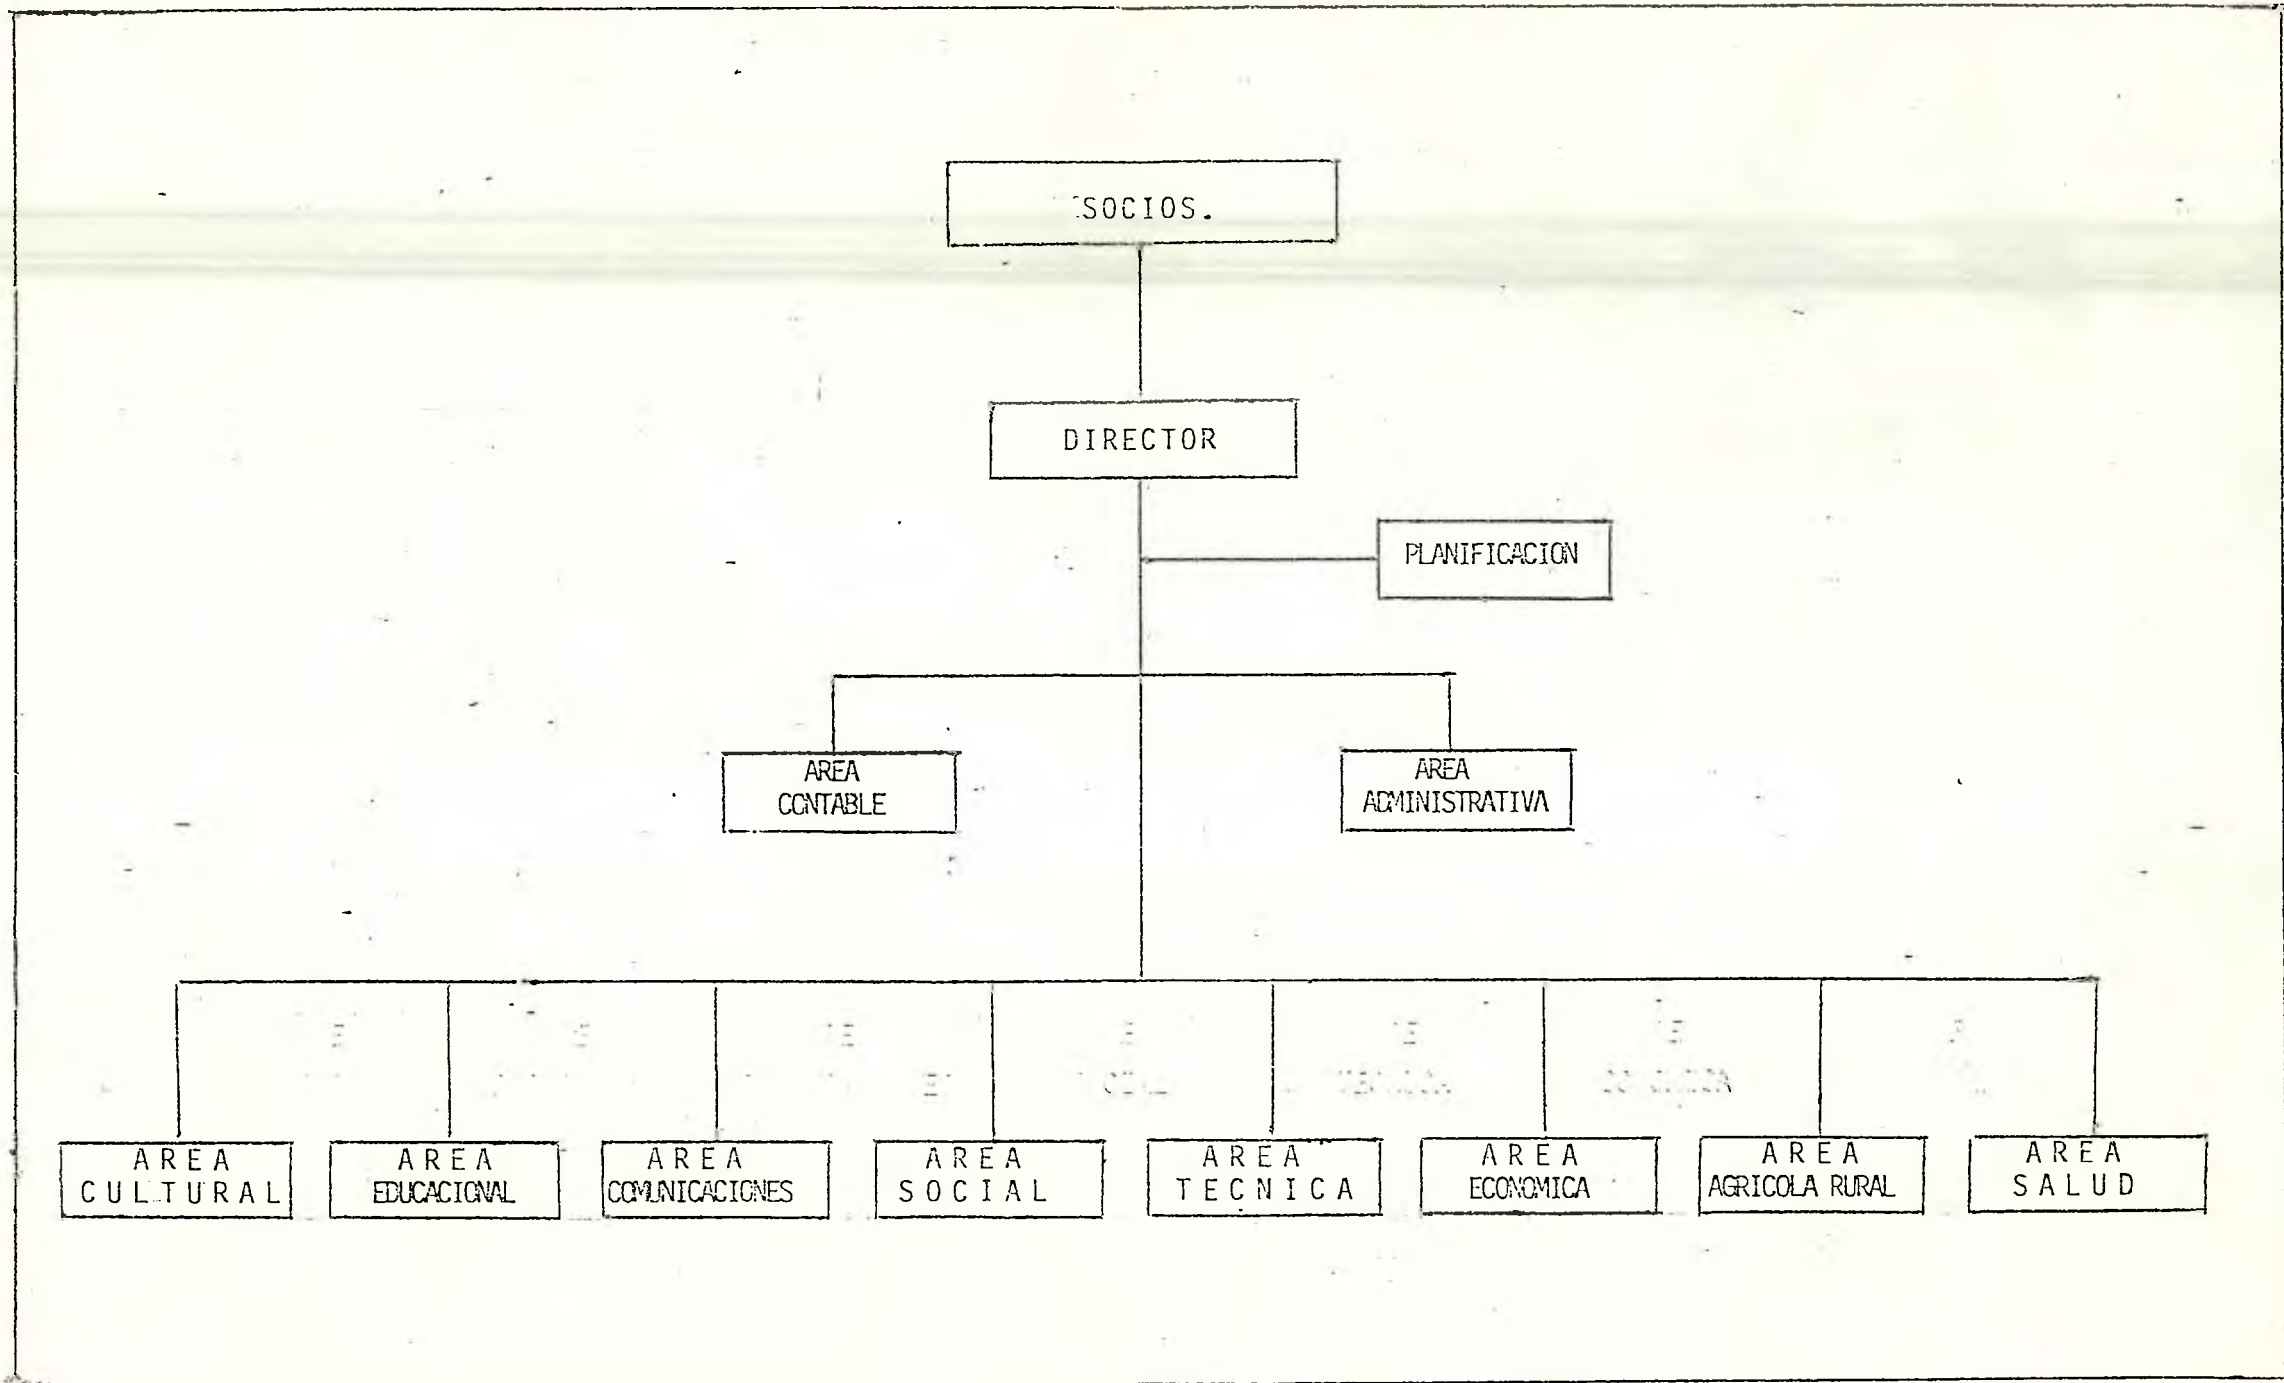 SOCIOS.
DIRECTOR
PLANIFICACION
AREA
CONTABLE
AREA
ADMINISTRATIVA
AREA
CULTURAL
AREA
EDUCACIONAL
AREA
COMUNICACIONES
AREA
SOCIAL
AREA
TECNICA
AREA
ECONOMICA
AREA
AGRICOLA RURAL
AREA
SALUD